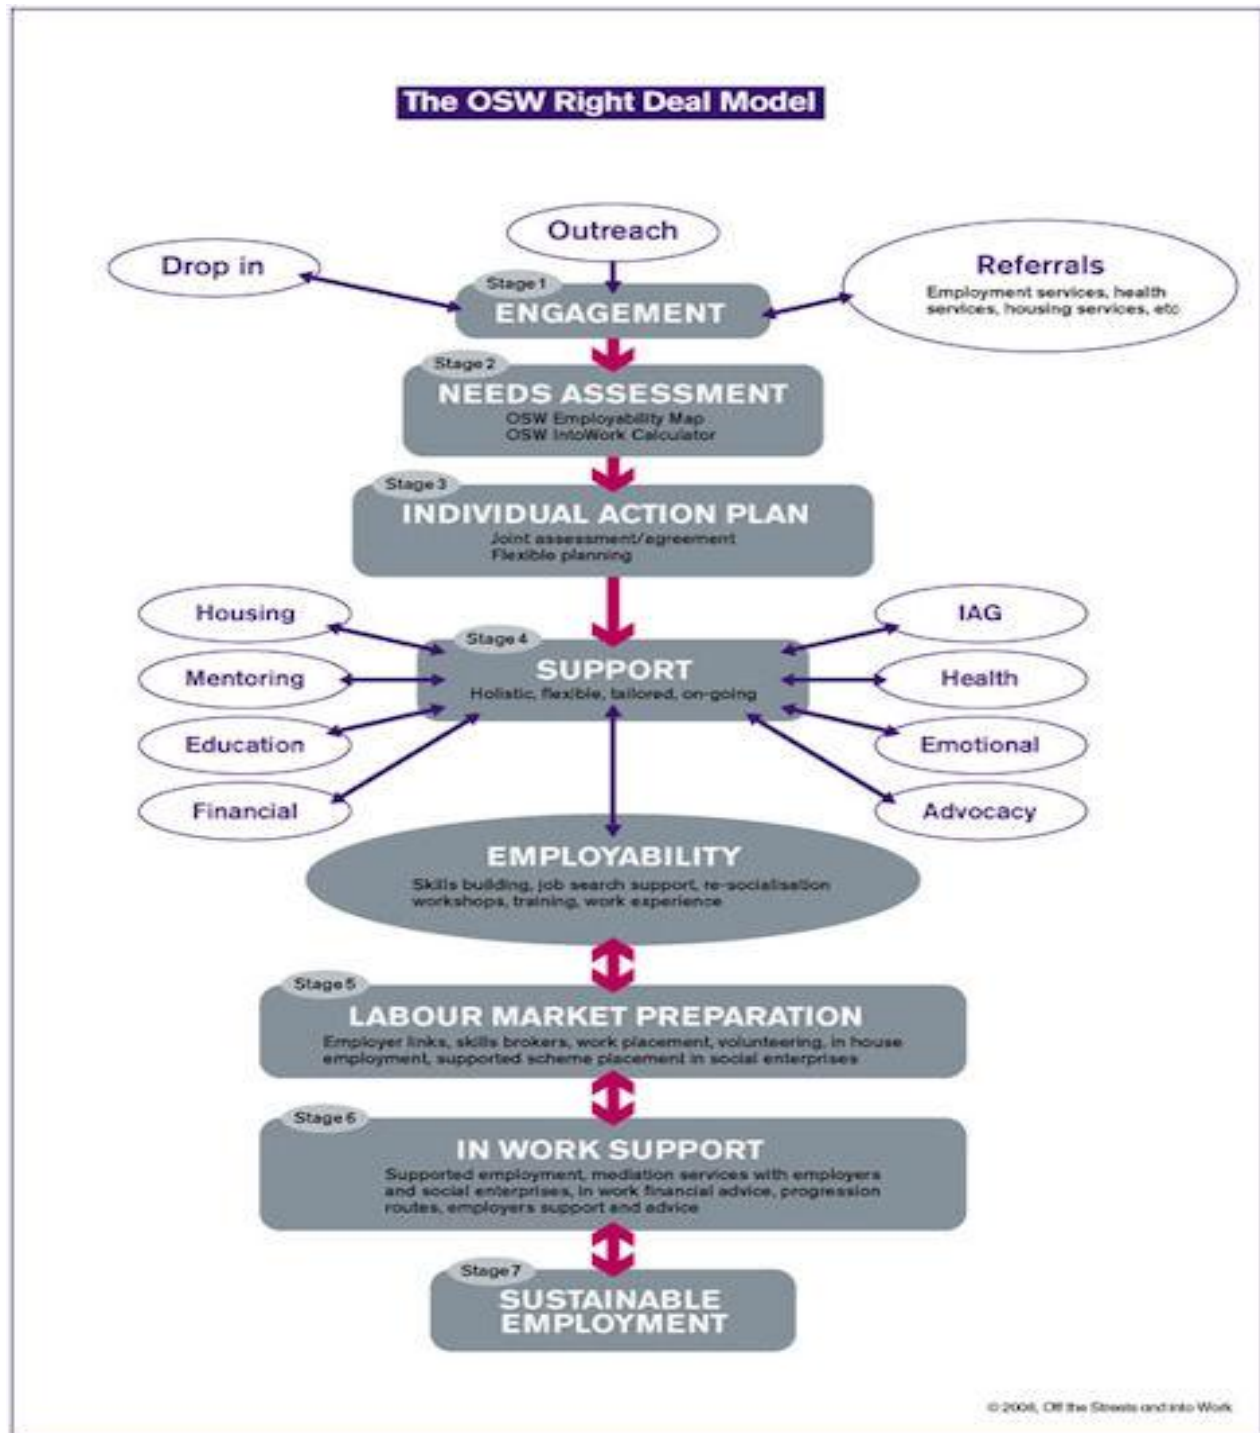 The OSW Right Deal Model
Outreach
Drop in
Referrals
Employment services, health
services, housing services, etc
Stage 1
ENGAGEMENT
Stage 2
NEEDS ASSESSMENT
OSW Employability Map
OSW IntoWork Calculator
Stage 3
INDIVIDUAL ACTION PLAN
Joint assessment/agreement
Flexible planning
Housing
IAG
Stage 4
SUPPORT
Holistic, flexible, tailored, on-going
Mentoring
Health
Education
Emotional
Financial
Advocacy
EMPLOYABILITY
Skills building, job search support, re-socialisation
workshops, training, work experience
Stage 5
LABOUR MARKET PREPARATION
Employer links, skills brokers, work placement, volunteering, in house
employment, supported scheme placement in social enterprises
Stage 6
IN WORK SUPPORT
Supported employment, mediation services with employers
and social enterprises, in work financial advice, progression
routes, employers support and advice
Stage 7
SUSTAINABLE
EMPLOYMENT
© 2008, Off the Streets and into Work